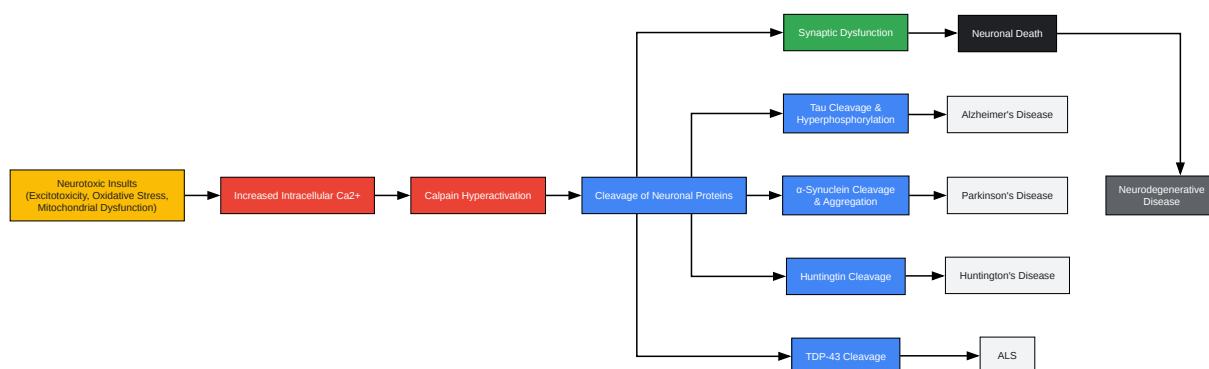 Synaptic Dysfunction
Neuronal Death
Tau Cleavage &
Hyperphosphorylation
Alzheimer's Disease
Neurotoxic Insults
(Excitotoxicity, Oxidative Stress,
Mitochondrial Dysfunction)
Increased Intracellular Ca2+
Calpain Hyperactivation
Cleavage of Neuronal Proteins
α-Synuclein Cleavage
& Aggregation
Parkinson's Disease
Neurodegenerative
Disease
Huntingtin Cleavage
Huntington's Disease
TDP-43 Cleavage
ALS